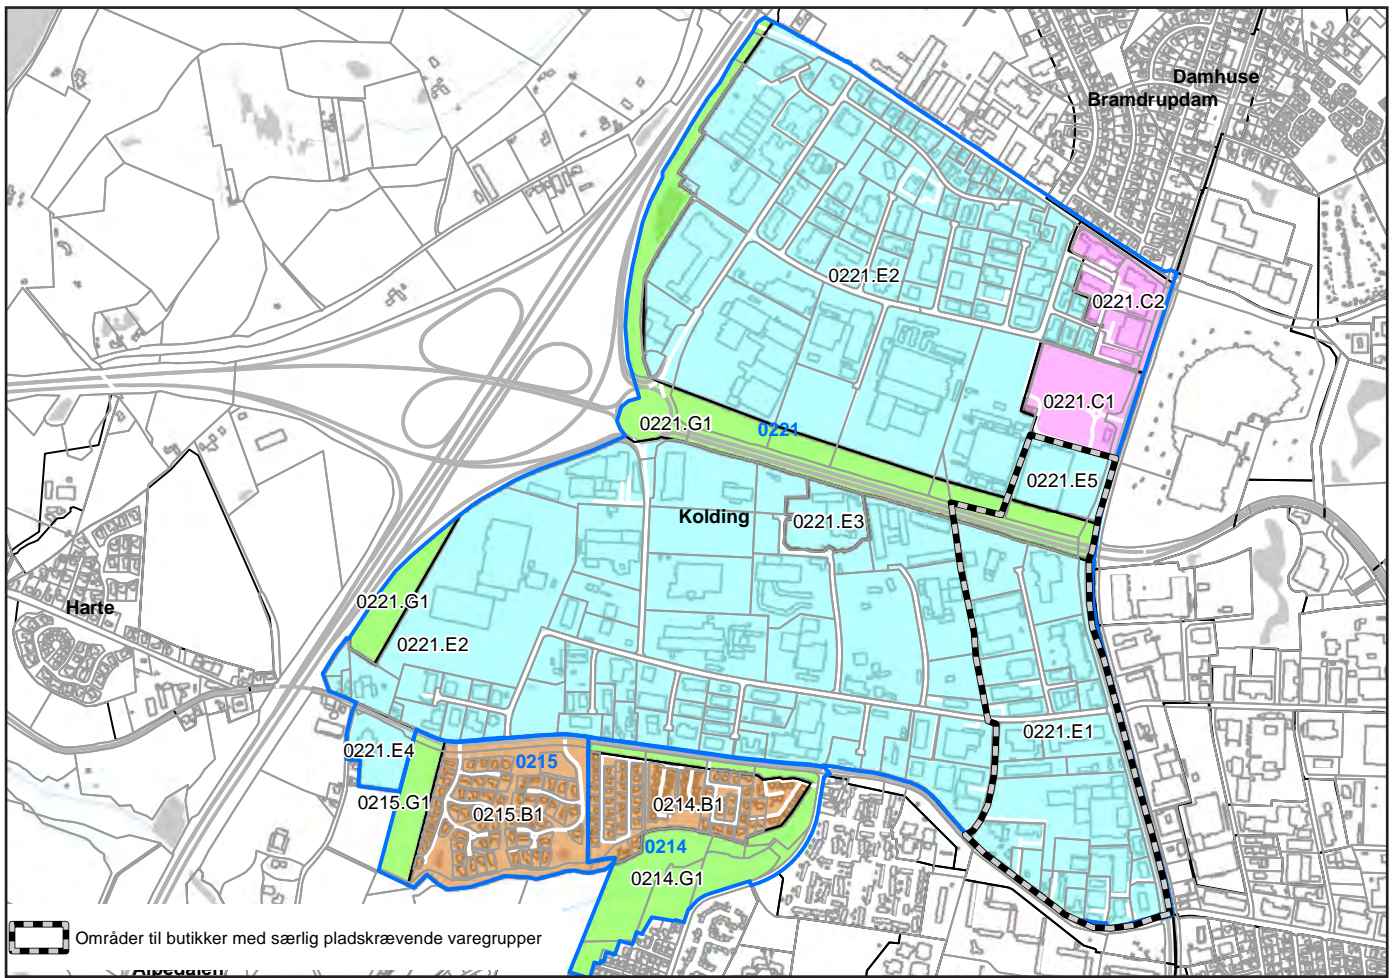 Damhuse
Bramdrupdam
0221.E2
0221.C2
0221.C1
0221.G1
0221
0221.E5
Kolding
0221.E3
0221.G1
Harte
0221.E2
0221.E1
0221.E4
0215
0215.G1
0215.B1
0214.B1
0214
0214.G1
Områder til butikker med særlig pladskrævende varegrupper